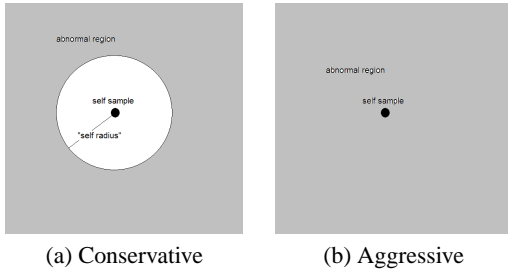 abnormal region
self sample
"self radius"
(a) Conservative
abnormal region
self sample
(b) Aggressive